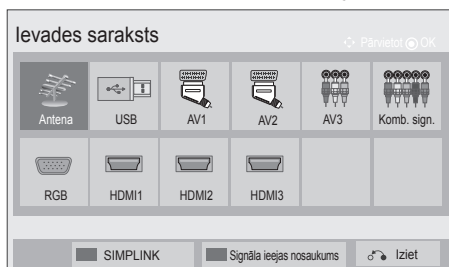 Ievades saraksts
Pārvietot OK
Antena USB AV1 AV2 AV3 Komb. sign.
RGB HDMI1 HDMI2 HDMI3
SIMPLINK Signāla ieejas nosaukums Iziet